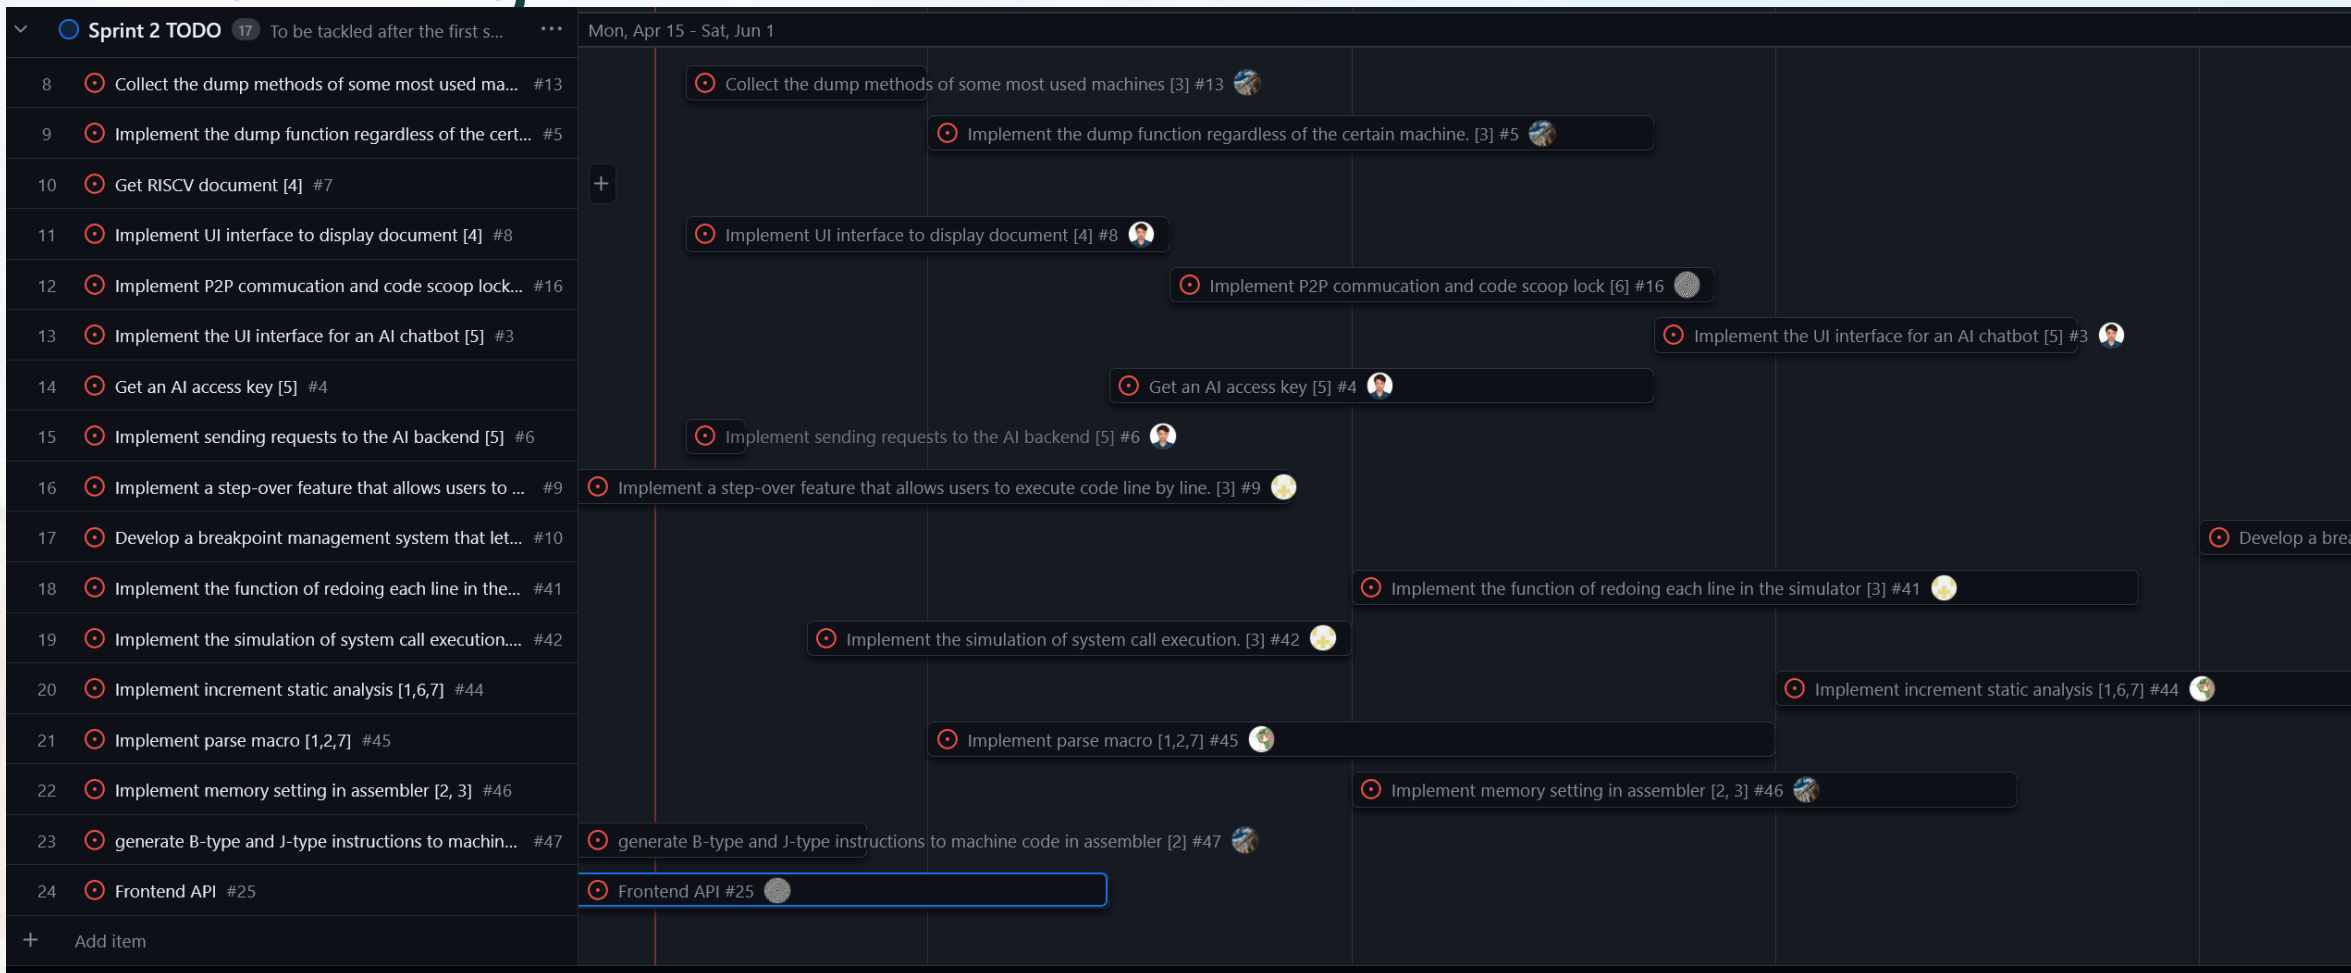 Sprint 2 TODO 17 To be tackled after the first s... ··· Mon, Apr 15 - Sat, Jun 1
8 Collect the dump methods of some most used ma... #13 Collect the dump methods of some most used machines [3] #13
9 Implement the dump function regardless of the cert... #5 Implement the dump function regardless of the certain machine. [3] #5
10 Get RISCV document [4] #7 +
11 Implement UI interface to display document [4] #8 Implement UI interface to display document [4] #8
12 Implement P2P commucation and code scoop lock... #16 Implement P2P commucation and code scoop lock [6] #16
13 Implement the UI interface for an AI chatbot [5] #3 Implement the UI interface for an AI chatbot [5] #3
14 Get an AI access key [5] #4 Get an AI access key [5] #4
15 Implement sending requests to the AI backend [5] #6 Implement sending requests to the AI backend [5] #6
16 Implement a step-over feature that allows users to ... #9 Implement a step-over feature that allows users to execute code line by line. [3] #9
17 Develop a breakpoint management system that let... #10 Develop a brea
18 Implement the function of redoing each line in the... #41 Implement the function of redoing each line in the simulator [3] #41
19 Implement the simulation of system call execution.... #42 Implement the simulation of system call execution. [3] #42
20 Implement increment static analysis [1,6,7] #44 Implement increment static analysis [1,6,7] #44
21 Implement parse macro [1,2,7] #45 Implement parse macro [1,2,7] #45
22 Implement memory setting in assembler [2, 3] #46 Implement memory setting in assembler [2, 3] #46
23 generate B-type and J-type instructions to machin... #47 generate B-type and J-type instructions to machine code in assembler [2] #47
24 Frontend API #25 Frontend API #25
+ Add item